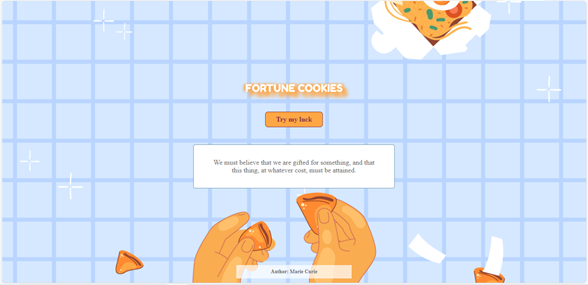 FORTUNE COOKIES
Try my luck
We must believe that we are gifted for something, and that
this thing, at whatever cost, must be attained.
Author: Marie Curie